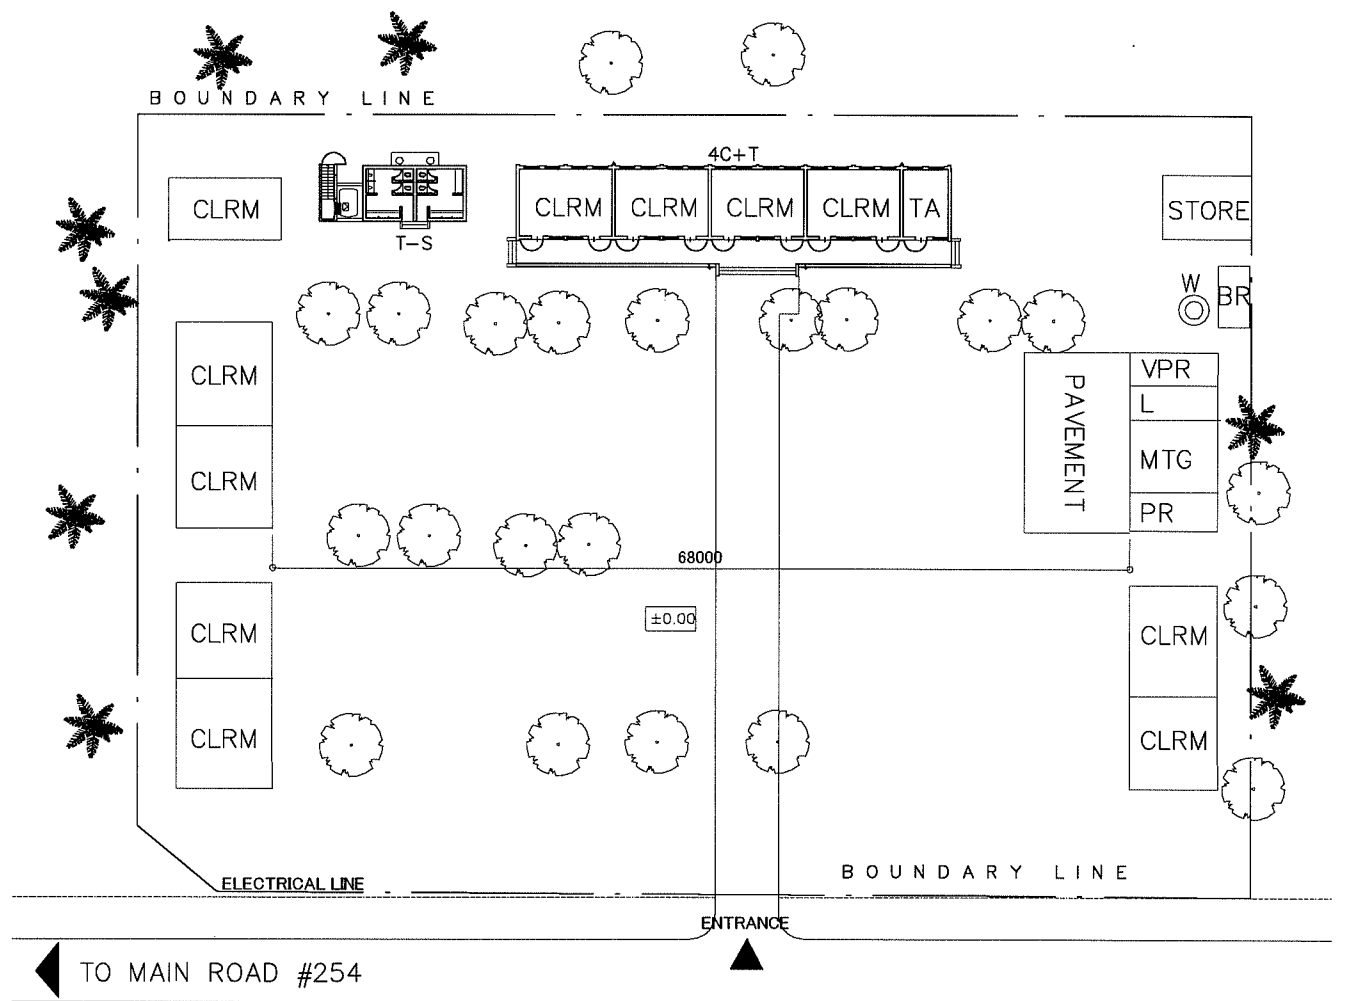 BOUNDARY LINE
4C+T
CLRM
T-S
CLRM
CLRM
CLRM
CLRM
TA
STORE
W
BR
CLRM
CLRM
PAVEMENT
VPR
L
MTG
PR
68000
±0.00
CLRM
CLRM
CLRM
CLRM
ELECTRICAL LINE
BOUNDARY LINE
ENTRANCE
TO MAIN ROAD #254